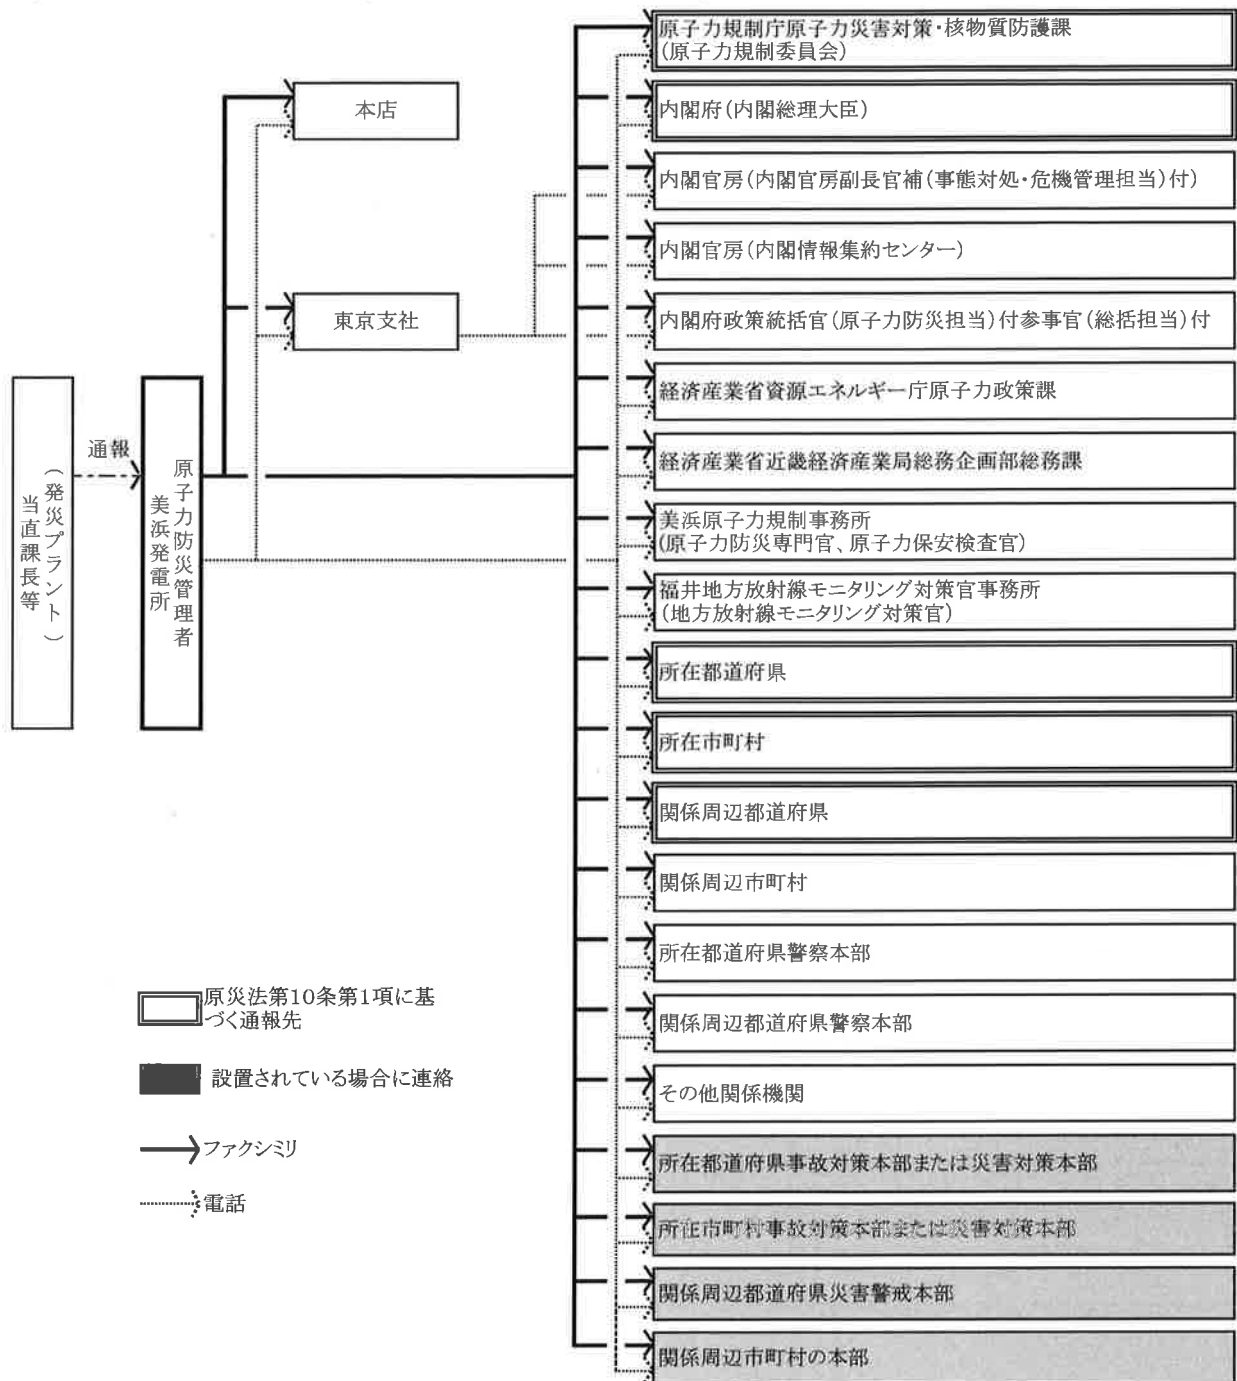 原子力規制庁原子力災害対策・核物質防護課
(原子力規制委員会)
本店
内閣府(内閣総理大臣)
内閣官房(内閣官房副長官補(事態対処・危機管理担当)付)
内閣官房(内閣情報集約センター)
東京支社
内閣府政策統括官(原子力防災担当)付参事官(総括担当)付
経済産業省資源エネルギー庁原子力政策課
通報
経済産業省近畿経済産業局総務企画部総務課
(発災プラント)
当直課長等
原子力防災管理者
美浜発電所
美浜原子力規制事務所
(原子力防災専門官、原子力保安検査官)
福井地方放射線モニタリング対策官事務所
(地方放射線モニタリング対策官)
所在都道府県
所在市町村
関係周辺都道府県
関係周辺市町村
所在都道府県警察本部
関係周辺都道府県警察本部
その他関係機関
所在都道府県事故対策本部または災害対策本部
所在市町村事故対策本部または災害対策本部
関係周辺都道府県災害警戒本部
関係周辺市町村の本部
原災法第10条第1項に基
づく通報先
設置されている場合に連絡
ファクシミリ
電話